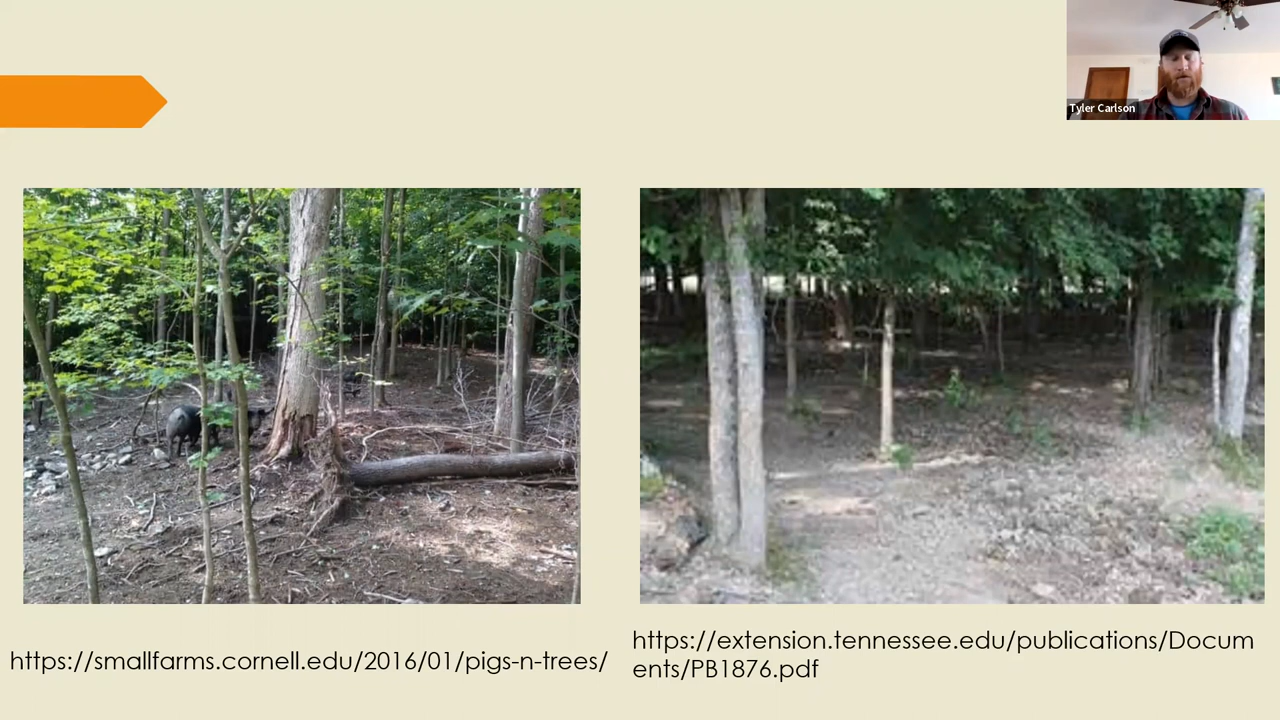 Tyler Carlson
https://smallfarms.cornell.edu/2016/01/pigs-n-trees/
https://extension.tennessee.edu/publications/Docum
ents/PB1876.pdf